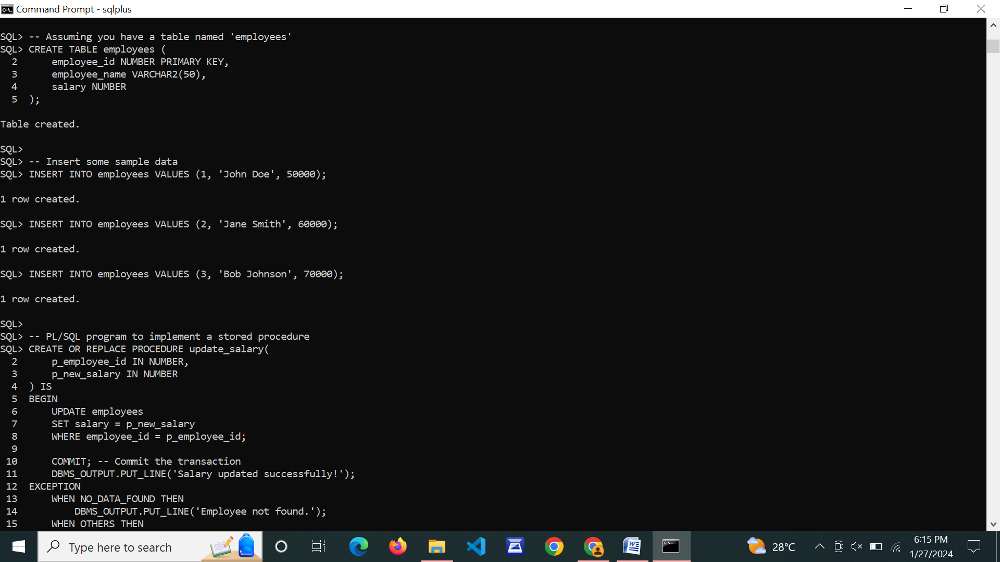 Command Prompt - sqlplus
SQL> -- Assuming you have a table named 'employees'
SQL> CREATE TABLE employees (
  2      employee_id NUMBER PRIMARY KEY,
  3      employee_name VARCHAR2(50),
  4      salary NUMBER
  5  );
Table created.
SQL>
SQL> -- Insert some sample data
SQL> INSERT INTO employees VALUES (1, 'John Doe', 50000);
1 row created.
SQL> INSERT INTO employees VALUES (2, 'Jane Smith', 60000);
1 row created.
SQL> INSERT INTO employees VALUES (3, 'Bob Johnson', 70000);
1 row created.
SQL>
SQL> -- PL/SQL program to implement a stored procedure
SQL> CREATE OR REPLACE PROCEDURE update_salary(
  2      p_employee_id IN NUMBER,
  3      p_new_salary IN NUMBER
  4  ) IS
  5  BEGIN
  6      UPDATE employees
  7      SET salary = p_new_salary
  8      WHERE employee_id = p_employee_id;
  9
 10      COMMIT; -- Commit the transaction
 11      DBMS_OUTPUT.PUT_LINE('Salary updated successfully!');
 12  EXCEPTION
 13      WHEN NO_DATA_FOUND THEN
 14          DBMS_OUTPUT.PUT_LINE('Employee not found.');
 15      WHEN OTHERS THEN
Type here to search
28°C
6:15 PM
1/27/2024